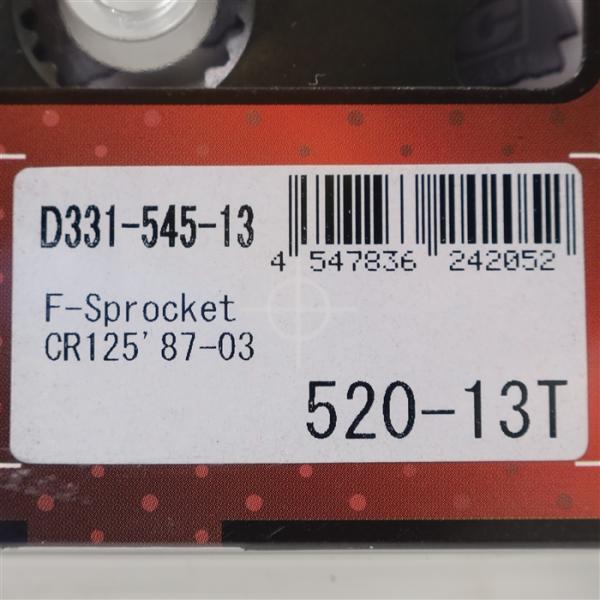 D331-545-13
4 547836 242052
F-Sprocket
CR125'87-03
520-13T